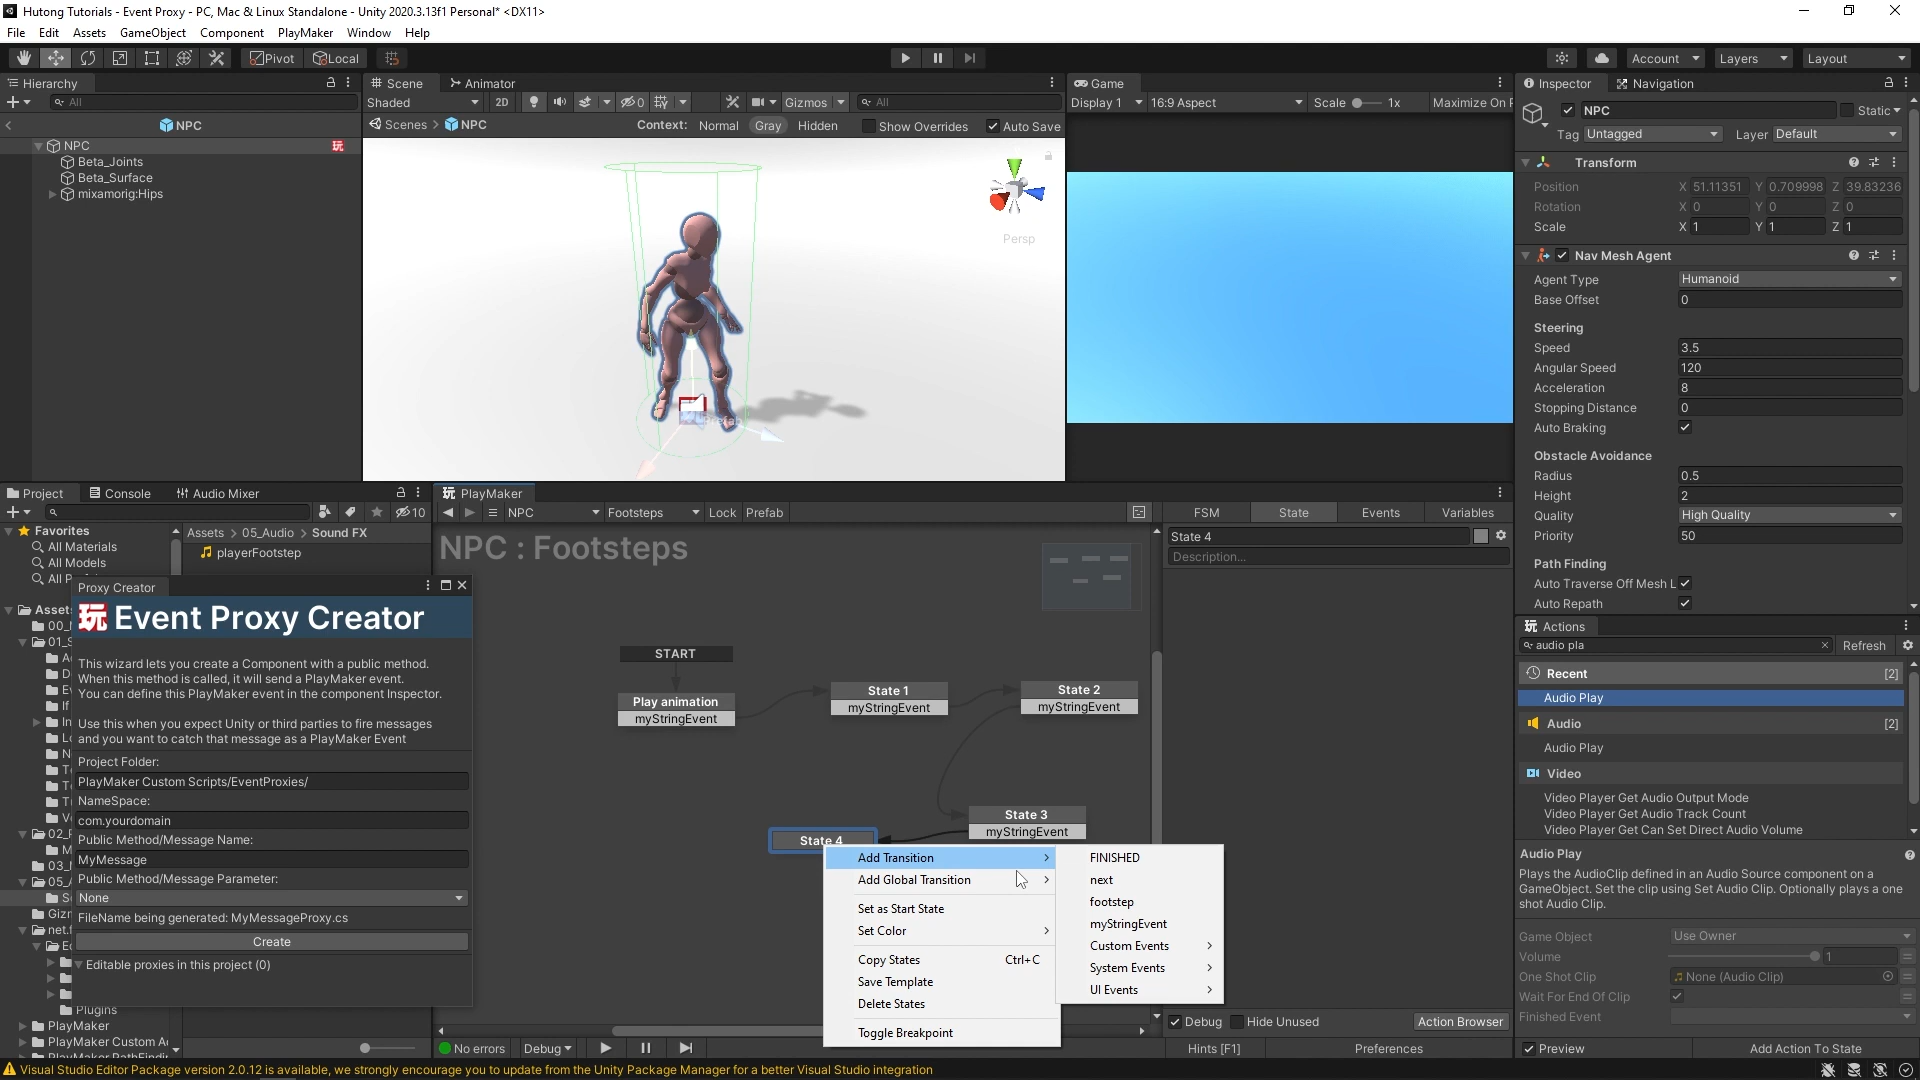 Hutong Tutorials - Event Proxy - PC, Mac & Linux Standalone - Unity 2020.3.13f1 Personal* <DX11>
File Edit Assets GameObject Component PlayMaker Window Help
Pivot Local
Account Layers Layout
Hierarchy
All
NPC
NPC
玩
Beta_Joints
Beta_Surface
mixamorig:Hips
Scene Animator
Shaded 2D 0 Gizmos All
Scenes NPC Context: Normal Gray Hidden Show Overrides Auto Save
Persp
Game
Display 1 16:9 Aspect Scale 1x Maximize On P
Inspector Navigation
NPC Static
Tag Untagged Layer Default
Transform
Position X 51.11351 Y 0.709998 Z 39.83236
Rotation X 0 Y 0 Z 0
Scale X 1 Y 1 Z 1
Nav Mesh Agent
Agent Type Humanoid
Base Offset 0
Steering
Speed 3.5
Angular Speed 120
Acceleration 8
Stopping Distance 0
Auto Braking
Obstacle Avoidance
Radius 0.5
Height 2
Quality High Quality
Priority 50
Path Finding
Auto Traverse Off Mesh L
Auto Repath
Project Console Audio Mixer
10
Favorites
All Materials
All Models
All P
Assets > 05_Audio > Sound FX
playerFootstep
Asset
00_
01_S
02_
03_
05_
Giz
net.f
Plugins
PlayMaker
PlayMaker Custom A
Proxy Creator
玩 Event Proxy Creator
This wizard lets you create a Component with a public method.
When this method is called, it will send a PlayMaker event.
You can define this PlayMaker event in the component Inspector.
Use this when you expect Unity or third parties to fire messages
and you want to catch that message as a PlayMaker Event
Project Folder:
PlayMaker Custom Scripts/EventProxies/
NameSpace:
com.yourdomain
Public Method/Message Name:
MyMessage
Public Method/Message Parameter:
None
FileName being generated: MyMessageProxy.cs
Create
Editable proxies in this project (0)
玩 PlayMaker
NPC Footsteps Lock Prefab
NPC : Footsteps
START
Play animation
myStringEvent
State 1
myStringEvent
State 2
myStringEvent
State 3
myStringEvent
State 4
Add Transition
Add Global Transition
Set as Start State
Set Color
Copy States Ctrl+C
Save Template
Delete States
Toggle Breakpoint
FINISHED
next
footstep
myStringEvent
Custom Events
System Events
UI Events
FSM State Events Variables
State 4
Description...
Debug Hide Unused Action Browser
No errors Debug
Hints [F1] Preferences
玩 Actions
audio pla Refresh
Recent [2]
Audio Play
Audio [2]
Audio Play
Video
Video Player Get Audio Output Mode
Video Player Get Audio Track Count
Video Player Get Can Set Direct Audio Volume
Audio Play
Plays the AudioClip defined in an Audio Source component on a
GameObject. Set the clip using Set Audio Clip. Optionally plays a one
shot Audio Clip.
Game Object Use Owner
Volume 1
One Shot Clip None (Audio Clip)
Wait For End Of Clip
Finished Event
Preview Add Action To State
Visual Studio Editor Package version 2.0.12 is available, we strongly encourage you to update from the Unity Package Manager for a better Visual Studio integration